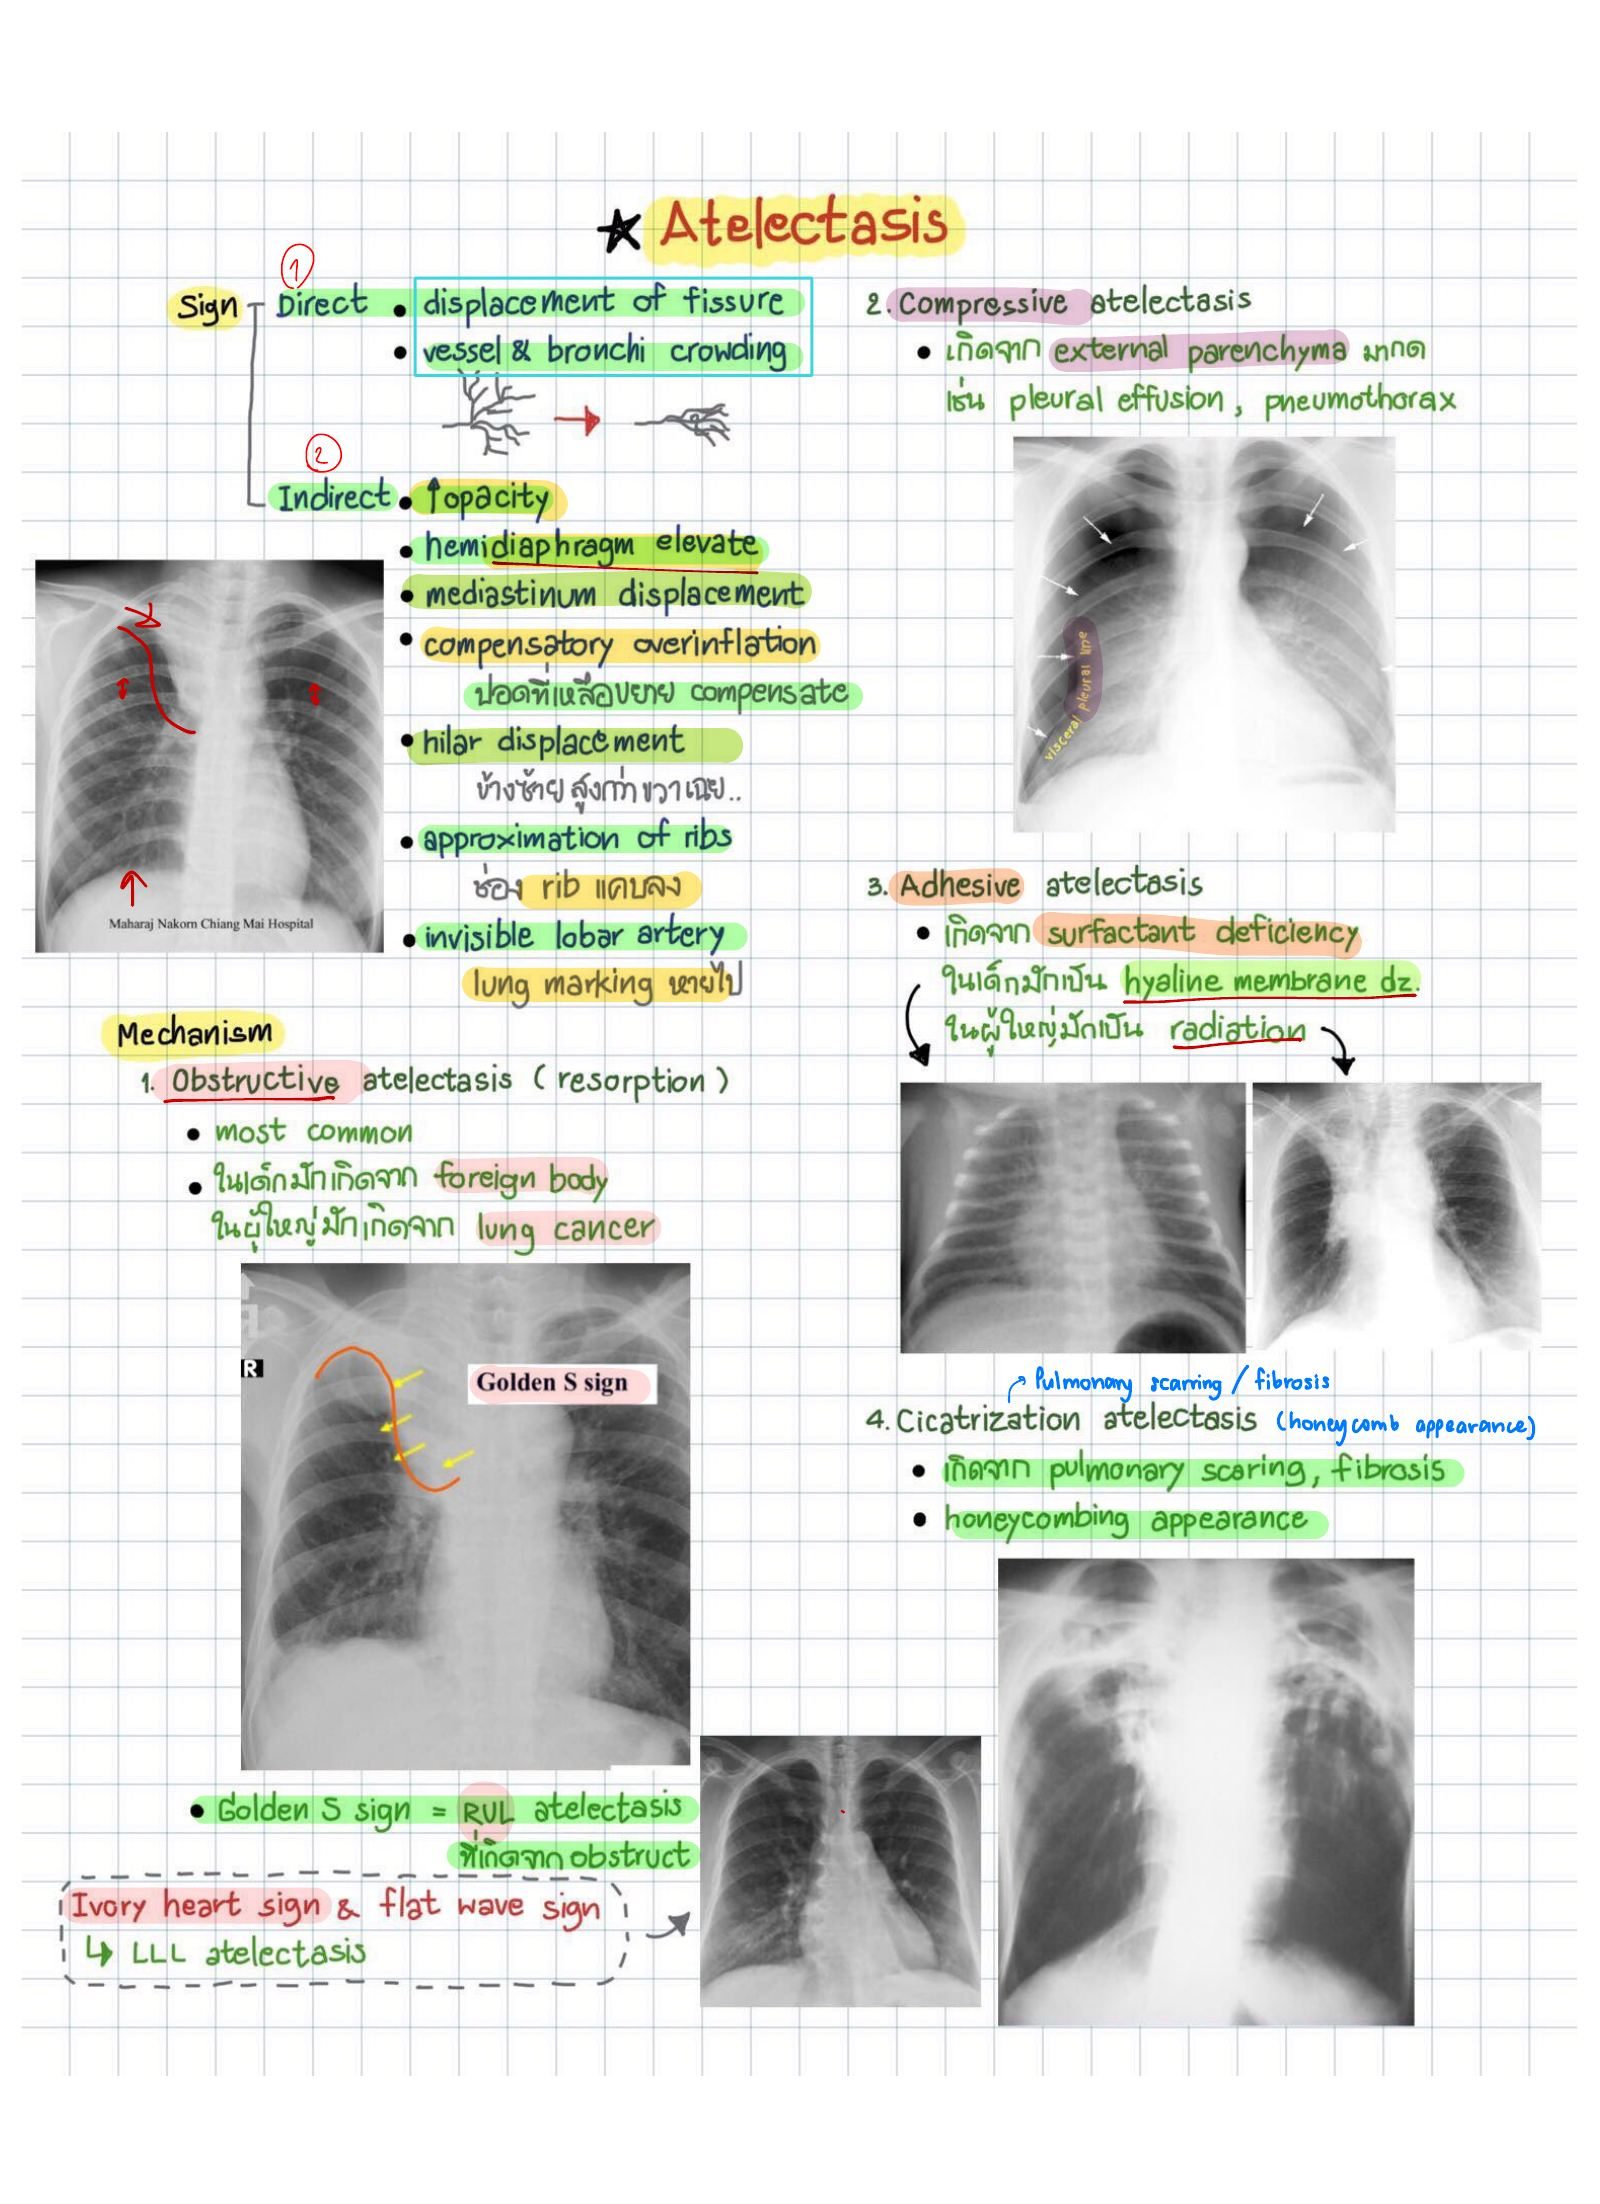 ★ Atelectasis
1
Sign Direct • displacement of fissure
• vessel & bronchi crowding
2
Indirect • ↑opacity
• hemidiaphragm elevate
• mediastinum displacement
• compensatory overinflation
ปอดที่เหลือขยาย compensate
• hilar displacement
ข้างซ้ายสูงกว่าขวาเฉย..
• approximation of ribs
ช่อง rib แคบลง
• invisible lobar artery
lung marking หายไป
Maharaj Nakorn Chiang Mai Hospital
Mechanism
1. Obstructive atelectasis (resorption)
• most common
• ในเด็กมักเกิดจาก foreign body
ในผู้ใหญ่มักเกิดจาก lung cancer
R
Golden S sign
• Golden S sign = RUL atelectasis
ที่เกิดจาก obstruct
Ivory heart sign & flat wave sign
↳ LLL atelectasis
2. Compressive atelectasis
• เกิดจาก external parenchyma มากด
เช่น pleural effusion, pneumothorax
visceral pleural line
3. Adhesive atelectasis
• เกิดจาก surfactant deficiency
ในเด็กมักเป็น hyaline membrane dz.
ในผู้ใหญ่มักเป็น radiation
Pulmonary scarring / fibrosis
4. Cicatrization atelectasis (honeycomb appearance)
• เกิดจาก pulmonary scaring, fibrosis
• honeycombing appearance